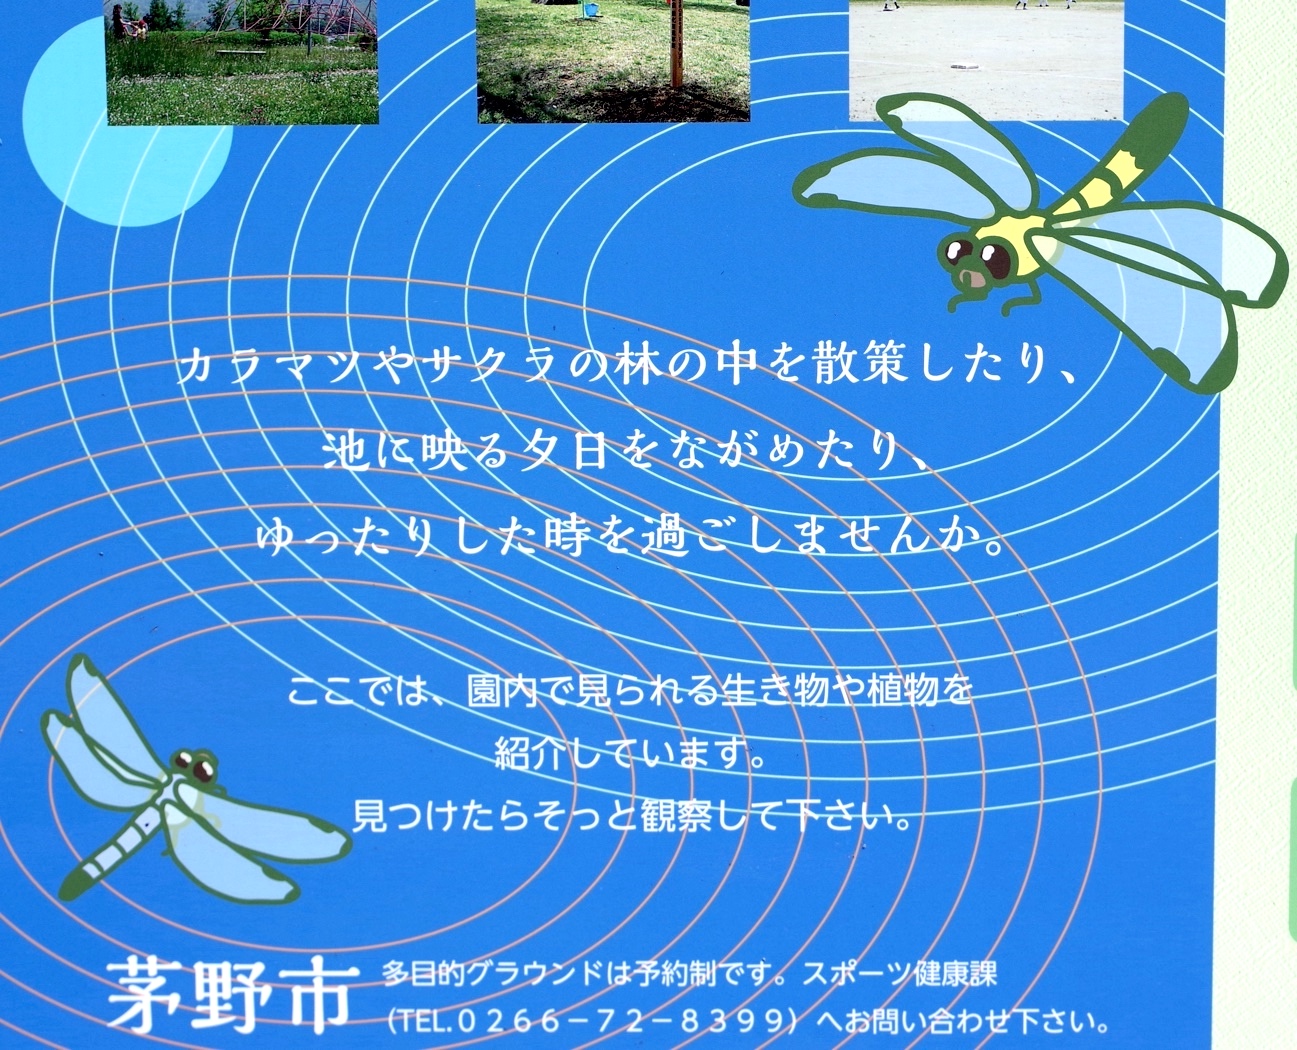 カラマツやサクラの林の中を散策したり、
池に映る夕日をながめたり、
ゆったりした時を過ごしませんか。
ここでは、園内で見られる生き物や植物を
紹介しています。
見つけたらそっと観察して下さい。
茅野市
多目的グラウンドは予約制です。スポーツ健康課
（TEL.０２６６－７２－８３９９）へお問い合わせ下さい。